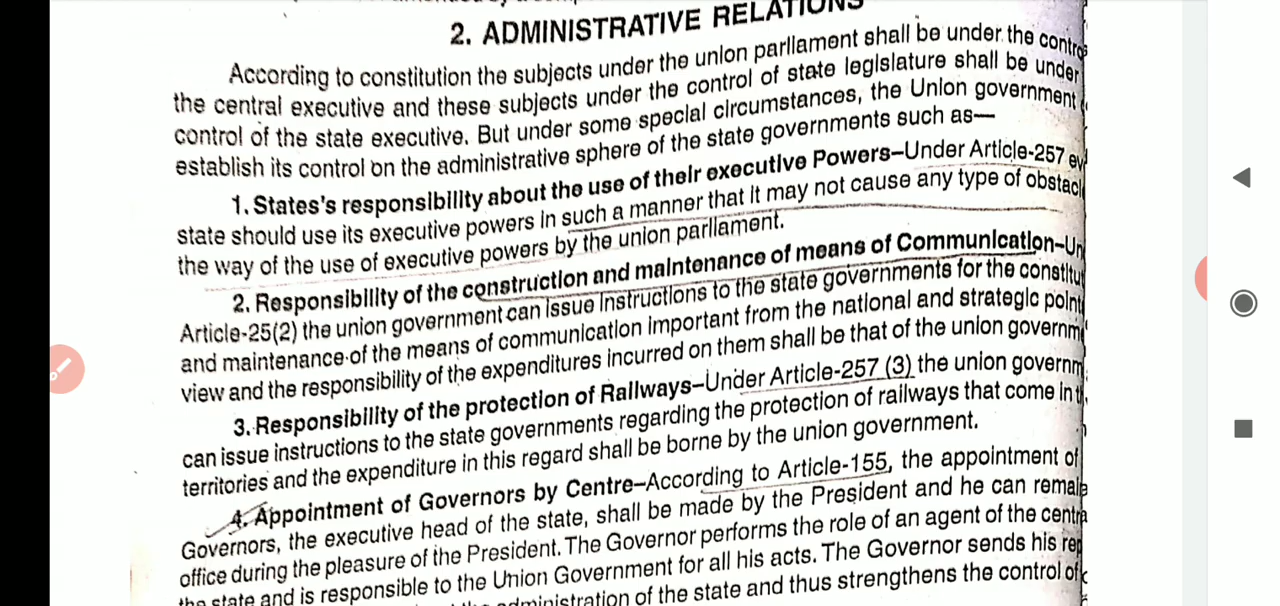 2. ADMINISTRATIVE RELATIONS
According to constitution the subjects under the union parliament shall be under the contro
the central executive and these subjects under the control of state legislature shall be under
control of the state executive. But under some special circumstances, the Union government
establish its control on the administrative sphere of the state governments such as—
1. States's responsibility about the use of their executive Powers–Under Article-257 ev
state should use its executive powers in such a manner that it may not cause any type of obstacl
the way of the use of executive powers by the union parliament.
2. Responsibility of the construction and maintenance of means of Communication–Un
Article-25(2) the union government can issue instructions to the state governments for the constitut
and maintenance of the means of communication important from the national and strategic point
view and the responsibility of the expenditures incurred on them shall be that of the union governm
3. Responsibility of the protection of Railways–Under Article-257 (3) the union governm
can issue instructions to the state governments regarding the protection of railways that come in t
territories and the expenditure in this regard shall be borne by the union government.
4. Appointment of Governors by Centre–According to Article-155, the appointment of
Governors, the executive head of the state, shall be made by the President and he can remai
office during the pleasure of the President. The Governor performs the role of an agent of the centra
the state and is responsible to the Union Government for all his acts. The Governor sends his rep
administration of the state and thus strengthens the control of